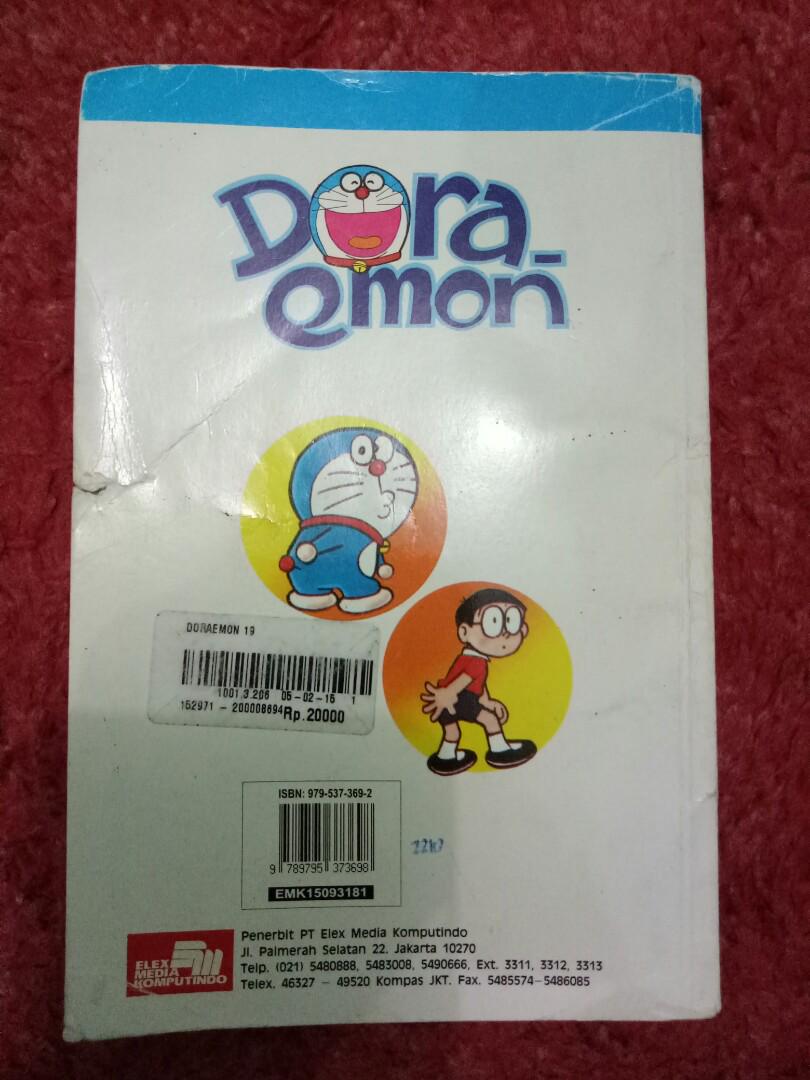 Dora-
emon
DORAEMON 19
1001.3.206 05-02-15 1
152971 - 200008694 Rp.20000
ISBN: 979-537-369-2
9 789795 373698
EMK15093181
ELEX
MEDIA
KOMPUTINDO
Penerbit PT Elex Media Komputindo
Jl. Palmerah Selatan 22. Jakarta 10270
Telp. (021) 5480888, 5483008, 5490666, Ext. 3311, 3312, 3313
Telex. 46327 - 49520 Kompas JKT. Fax. 5485574-5486085